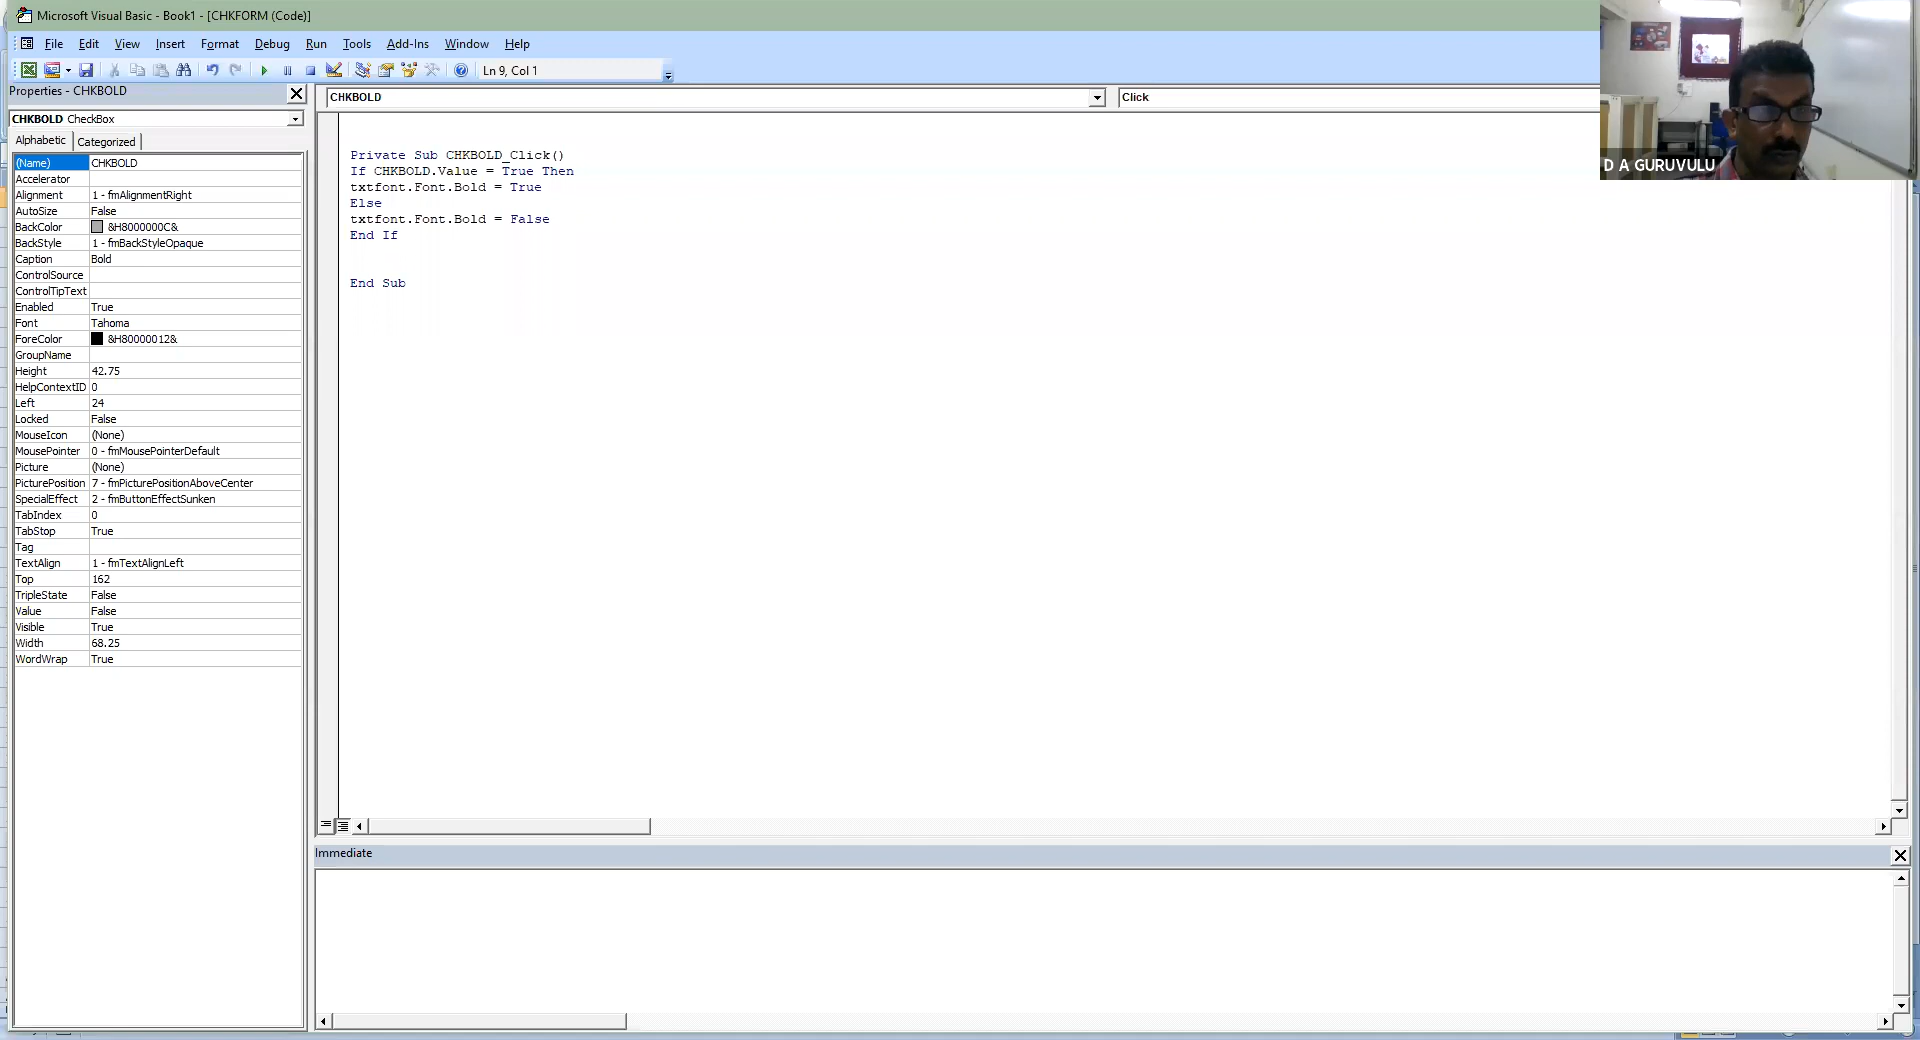 Microsoft Visual Basic - Book1 - [CHKFORM (Code)]
File Edit View Insert Format Debug Run Tools Add-Ins Window Help
Ln 9, Col 1
Properties - CHKBOLD
CHKBOLD CheckBox
Alphabetic Categorized
(Name) CHKBOLD
Accelerator
Alignment 1 - fmAlignmentRight
AutoSize False
BackColor &H8000000C&
BackStyle 1 - fmBackStyleOpaque
Caption Bold
ControlSource
ControlTipText
Enabled True
Font Tahoma
ForeColor &H80000012&
GroupName
Height 42.75
HelpContextID 0
Left 24
Locked False
MouseIcon (None)
MousePointer 0 - fmMousePointerDefault
Picture (None)
PicturePosition 7 - fmPicturePositionAboveCenter
SpecialEffect 2 - fmButtonEffectSunken
TabIndex 0
TabStop True
Tag
TextAlign 1 - fmTextAlignLeft
Top 162
TripleState False
Value False
Visible True
Width 68.25
WordWrap True
CHKBOLD Click
Private Sub CHKBOLD_Click()
If CHKBOLD.Value = True Then
txtfont.Font.Bold = True
Else
txtfont.Font.Bold = False
End If
End Sub
Immediate
D A GURUVULU